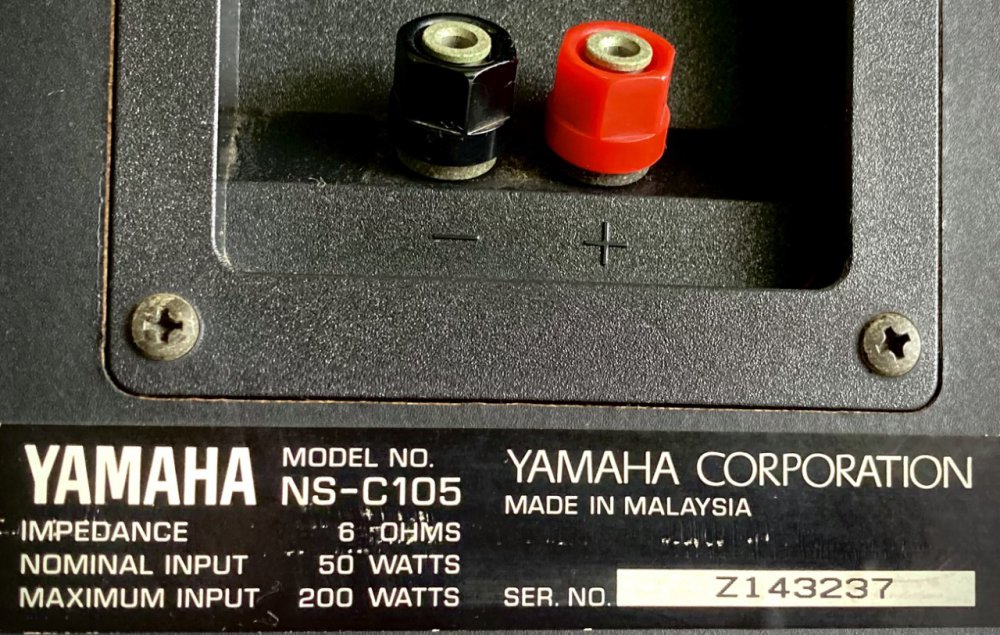 − +
YAMAHA MODEL NO. NS-C105
IMPEDANCE 6 OHMS
NOMINAL INPUT 50 WATTS
MAXIMUM INPUT 200 WATTS
YAMAHA CORPORATION
MADE IN MALAYSIA
SER. NO. Z143237